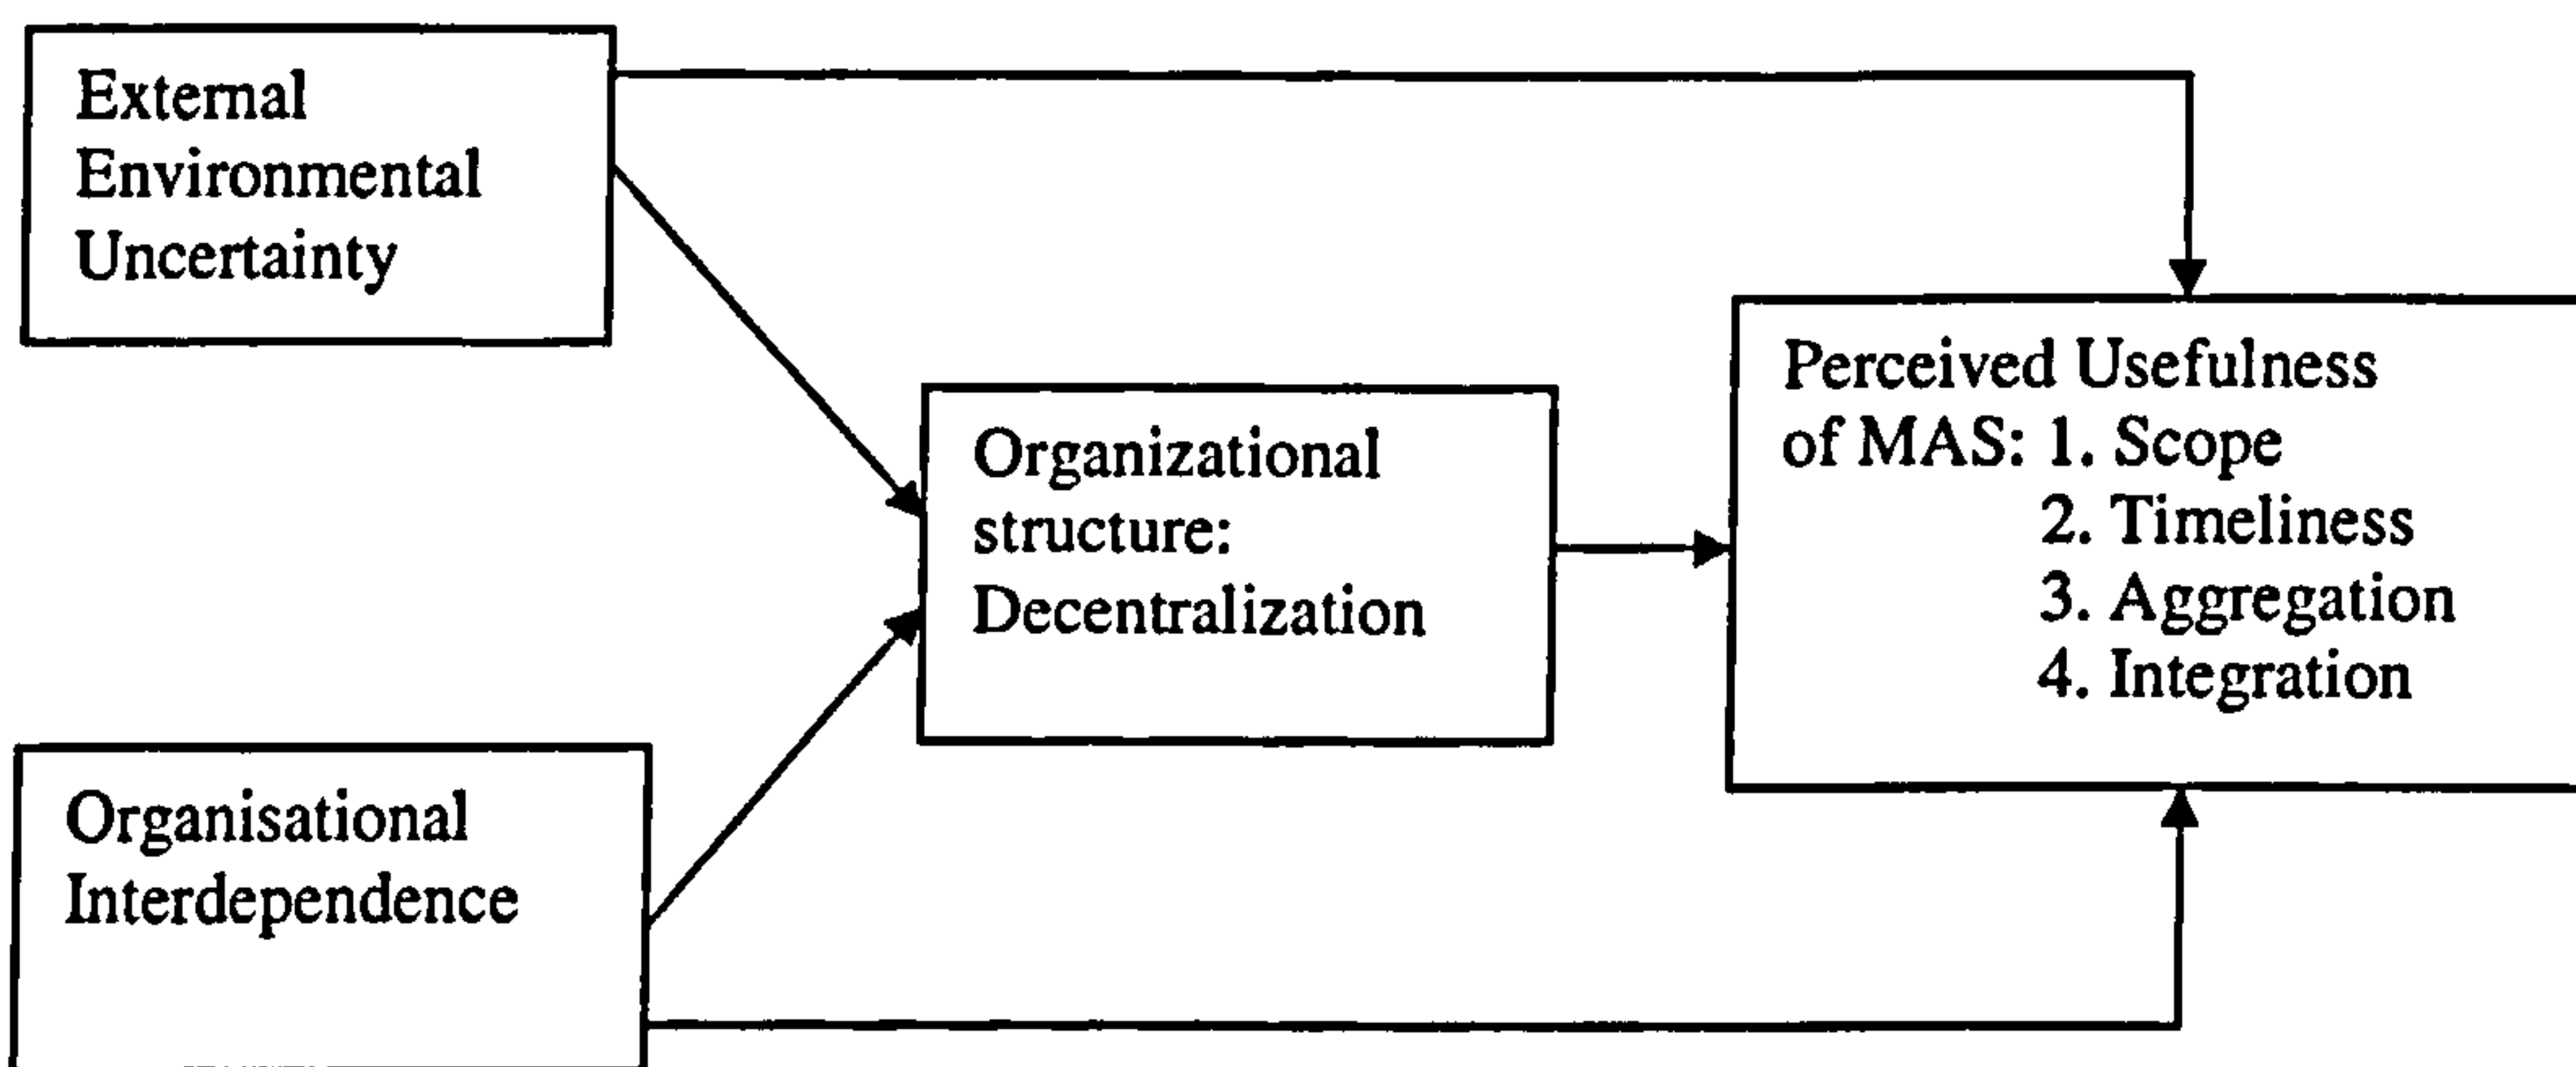 External
Environmental
Uncertainty
Organizational
structure:
Decentralization
Perceived Usefulness
of MAS: 1. Scope
2. Timeliness
3. Aggregation
4. Integration
Organisational
Interdependence